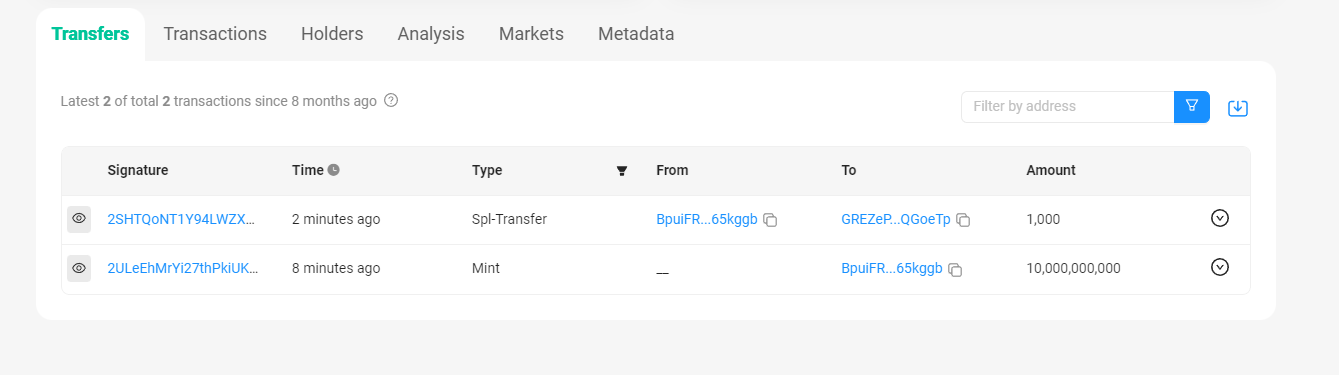 Transfers Transactions Holders Analysis Markets Metadata
Latest 2 of total 2 transactions since 8 months ago
Filter by address
Signature Time Type From To Amount
2SHTQoNT1Y94LWZX... 2 minutes ago Spl-Transfer BpuiFR...65kggb GREZeP...QGoeTp 1,000
2ULeEhMrYi27thPkiUK... 8 minutes ago Mint __ BpuiFR...65kggb 10,000,000,000